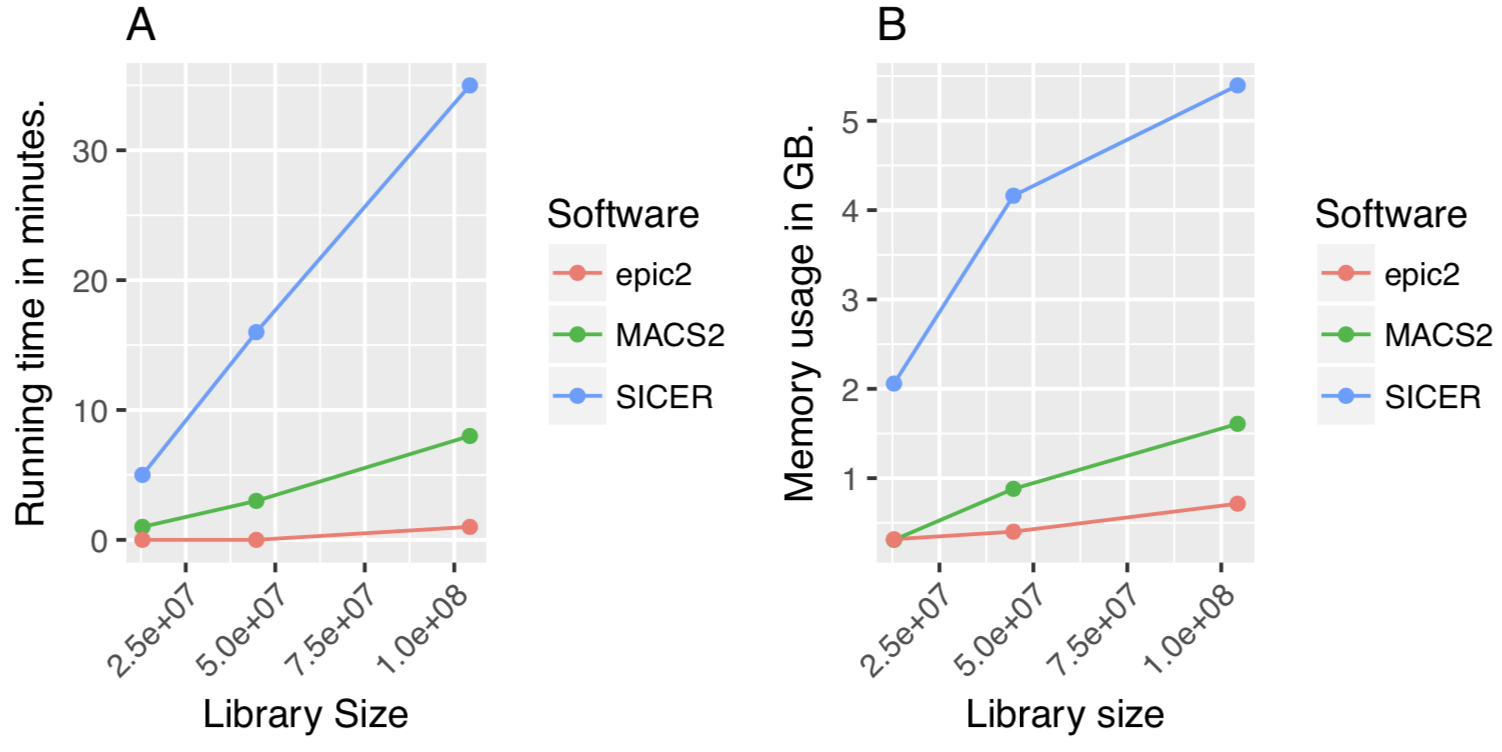 A
Running time in minutes.
30
20
10
0
2.5e+07
5.0e+07
7.5e+07
1.0e+08
Library Size
Software
epic2
MACS2
SICER
B
Memory usage in GB.
5
4
3
2
1
2.5e+07
5.0e+07
7.5e+07
1.0e+08
Library size
Software
epic2
MACS2
SICER